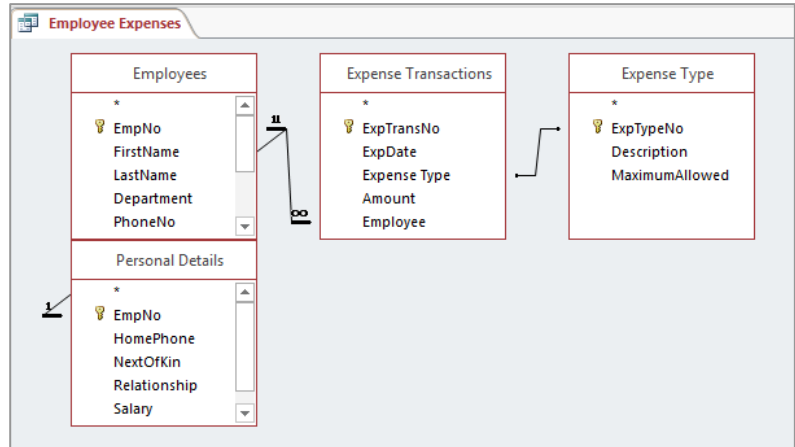 Employee Expenses
Employees
*
EmpNo
FirstName
LastName
Department
PhoneNo
1 1
∞
Expense Transactions
*
ExpTransNo
ExpDate
Expense Type
Amount
Employee
Expense Type
*
ExpTypeNo
Description
MaximumAllowed
Personal Details
*
EmpNo
HomePhone
NextOfKin
Relationship
Salary
1